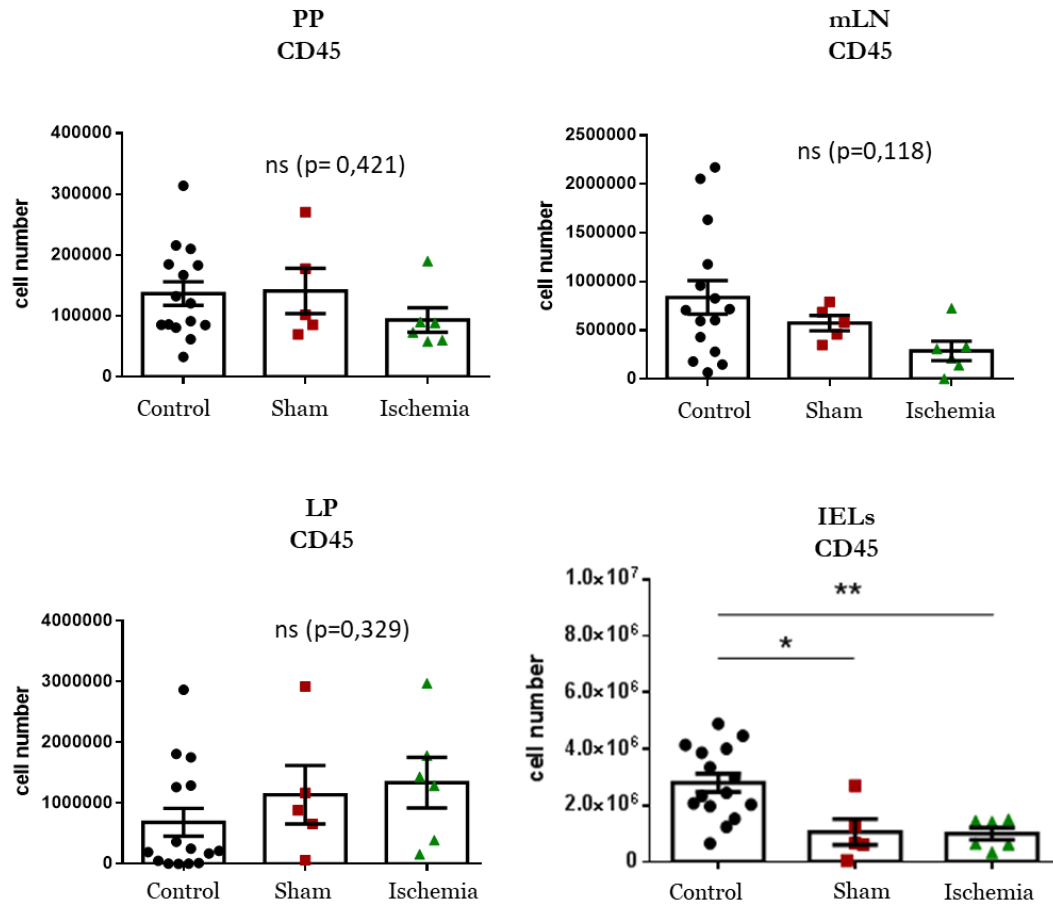 PP
CD45
cell number
400000
300000
200000
100000
0
ns (p= 0,421)
Control
Sham
Ischemia
mLN
CD45
cell number
2500000
2000000
1500000
1000000
500000
0
ns (p=0,118)
Control
Sham
Ischemia
LP
CD45
cell number
4000000
3000000
2000000
1000000
0
ns (p=0,329)
Control
Sham
Ischemia
IELs
CD45
cell number
1.0×10⁷
8.0×10⁶
6.0×10⁶
4.0×10⁶
2.0×10⁶
0
**
*
Control
Sham
Ischemia